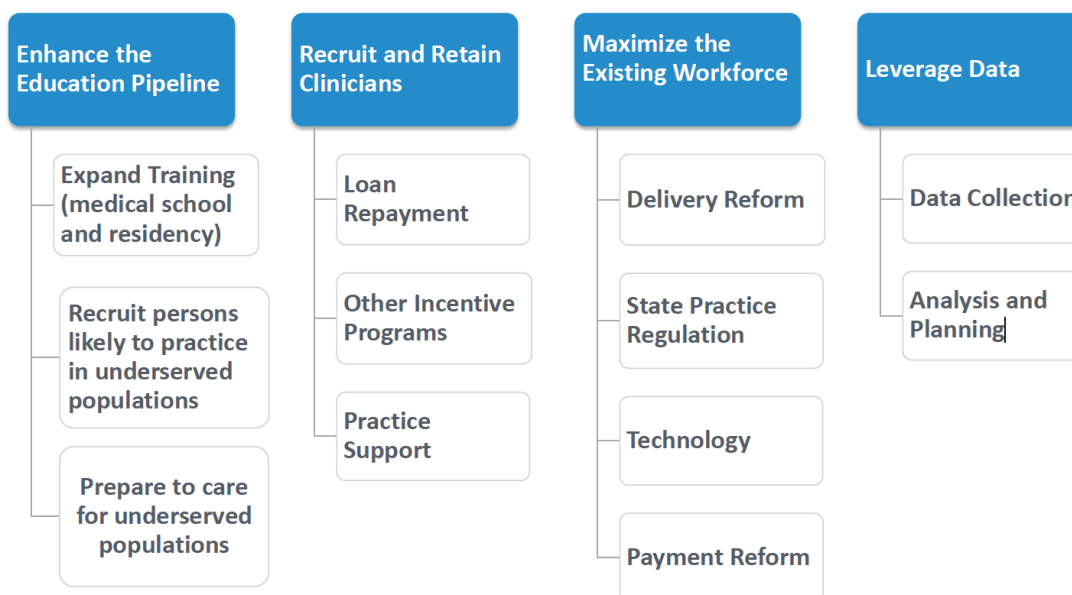 Enhance the
Education Pipeline
Expand Training
(medical school
and residency)
Recruit persons
likely to practice
in underserved
populations
Prepare to care
for underserved
populations
Recruit and Retain
Clinicians
Loan
Repayment
Other Incentive
Programs
Practice
Support
Maximize the
Existing Workforce
Delivery Reform
State Practice
Regulation
Technology
Payment Reform
Leverage Data
Data Collection
Analysis and
Planning